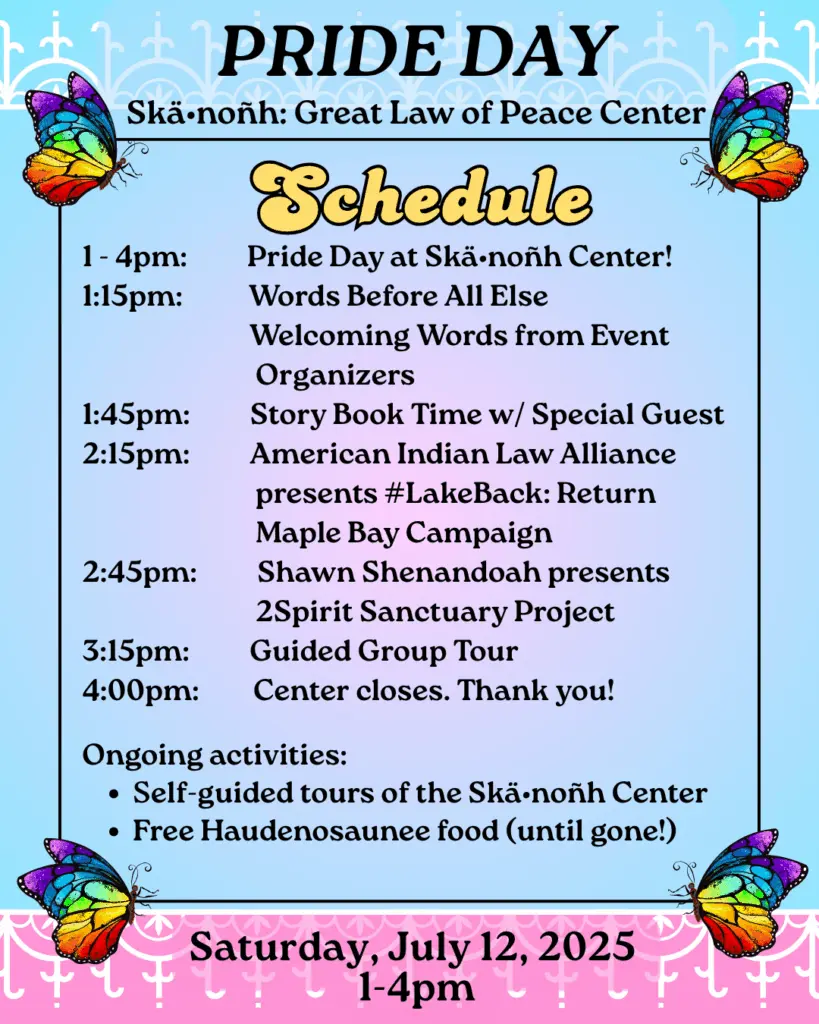 PRIDE DAY
Skä•noñh: Great Law of Peace Center
Schedule
1 - 4pm: Pride Day at Skä•noñh Center!
1:15pm: Words Before All Else
Welcoming Words from Event
Organizers
1:45pm: Story Book Time w/ Special Guest
2:15pm: American Indian Law Alliance
presents #LakeBack: Return
Maple Bay Campaign
2:45pm: Shawn Shenandoah presents
2Spirit Sanctuary Project
3:15pm: Guided Group Tour
4:00pm: Center closes. Thank you!
Ongoing activities:
• Self-guided tours of the Skä•noñh Center
• Free Haudenosaunee food (until gone!)
Saturday, July 12, 2025
1-4pm